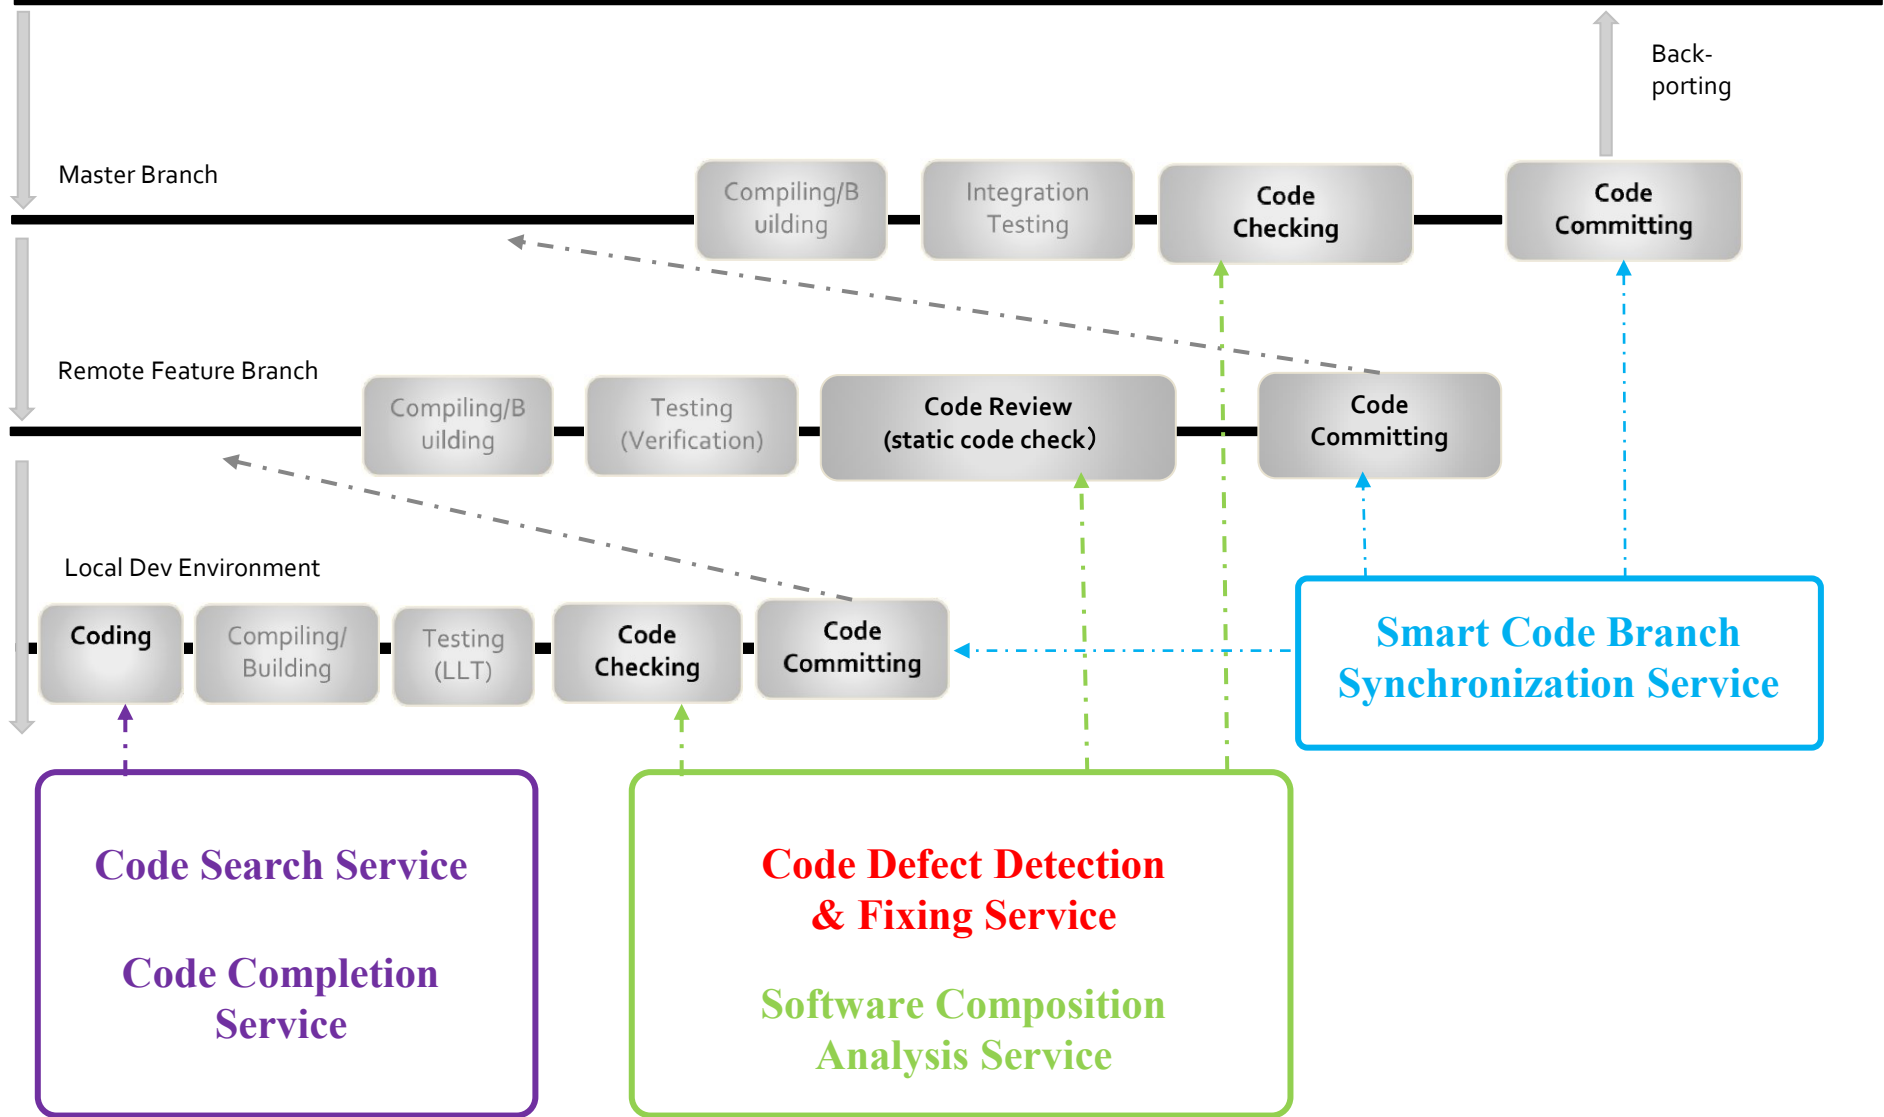 Back-
porting
Master Branch
Compiling/B
uilding
Integration
Testing
Code
Checking
Code
Committing
Remote Feature Branch
Compiling/B
uilding
Testing
(Verification)
Code Review
(static code check）
Code
Committing
Local Dev Environment
Coding
Compiling/
Building
Testing
(LLT)
Code
Checking
Code
Committing
Smart Code Branch
Synchronization Service
Code Search Service
Code Completion
Service
Code Defect Detection
& Fixing Service
Software Composition
Analysis Service